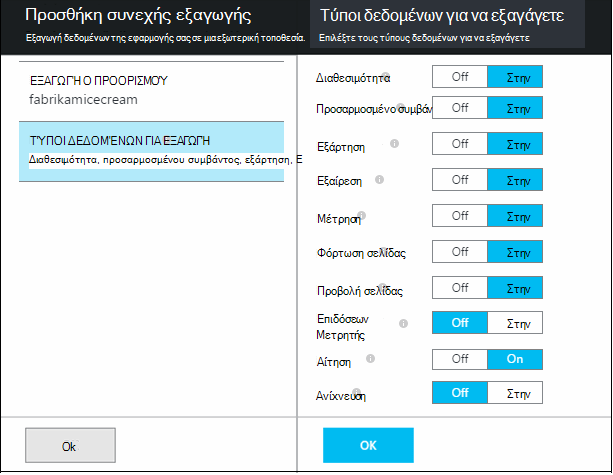 Προσθήκη συνεχής εξαγωγής
Εξαγωγή δεδομένων της εφαρμογής σας σε μια εξωτερική τοποθεσία.
ΕΞΑΓΩΓΉ Ο ΠΡΟΟΡΙΣΜΟΎ
fabrikamicecream
ΤΎΠΟΙ ΔΕΔΟΜΈΝΩΝ ΓΙΑ ΕΞΑΓΩΓΉ
Διαθεσιμότητα, προσαρμοσμένου συμβάντος, εξάρτηση, Ε
Ok
Τύποι δεδομένων για να εξαγάγετε
Επιλέξτε τους τύπους δεδομένων για να εξαγάγετε
Διαθεσιμότητα Off Στην
Προσαρμοσμένο συμβάν Off Στην
Εξάρτηση Off Στην
Εξαίρεση Off Στην
Μέτρηση Off Στην
Φόρτωση σελίδας Off Στην
Προβολή σελίδας Off Στην
Επιδόσεων
Μετρητής Off Στην
Αίτηση Off On
Ανίχνευση Off Στην
OK